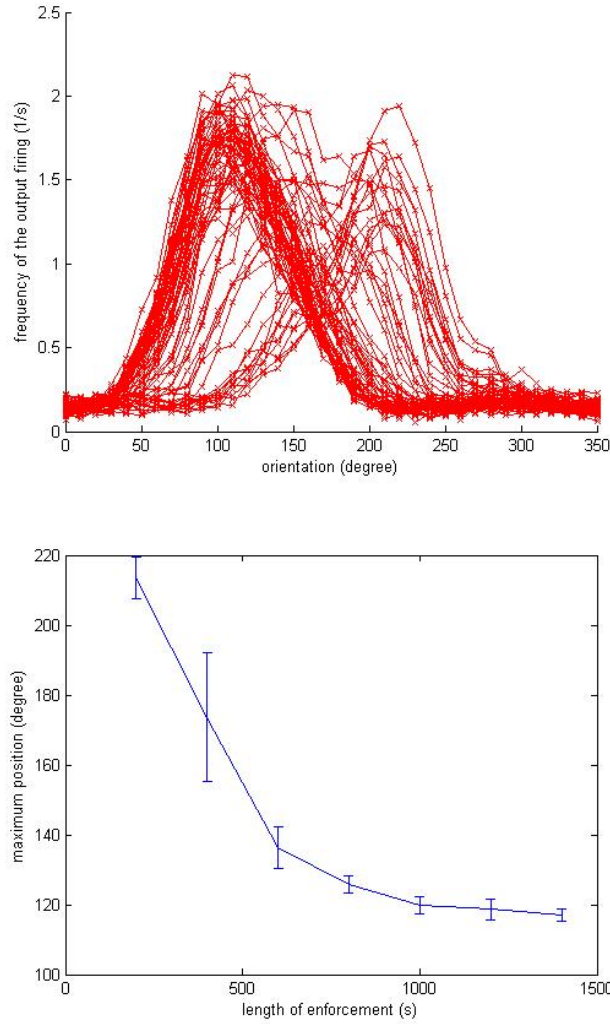 2.5
2
1.5
1
0.5
0
0 50 100 150 200 250 300 350
frequency of the output firing (1/s)
orientation (degree)
220
200
180
160
140
120
100
0 500 1000 1500
maximum position (degree)
length of enforcement (s)